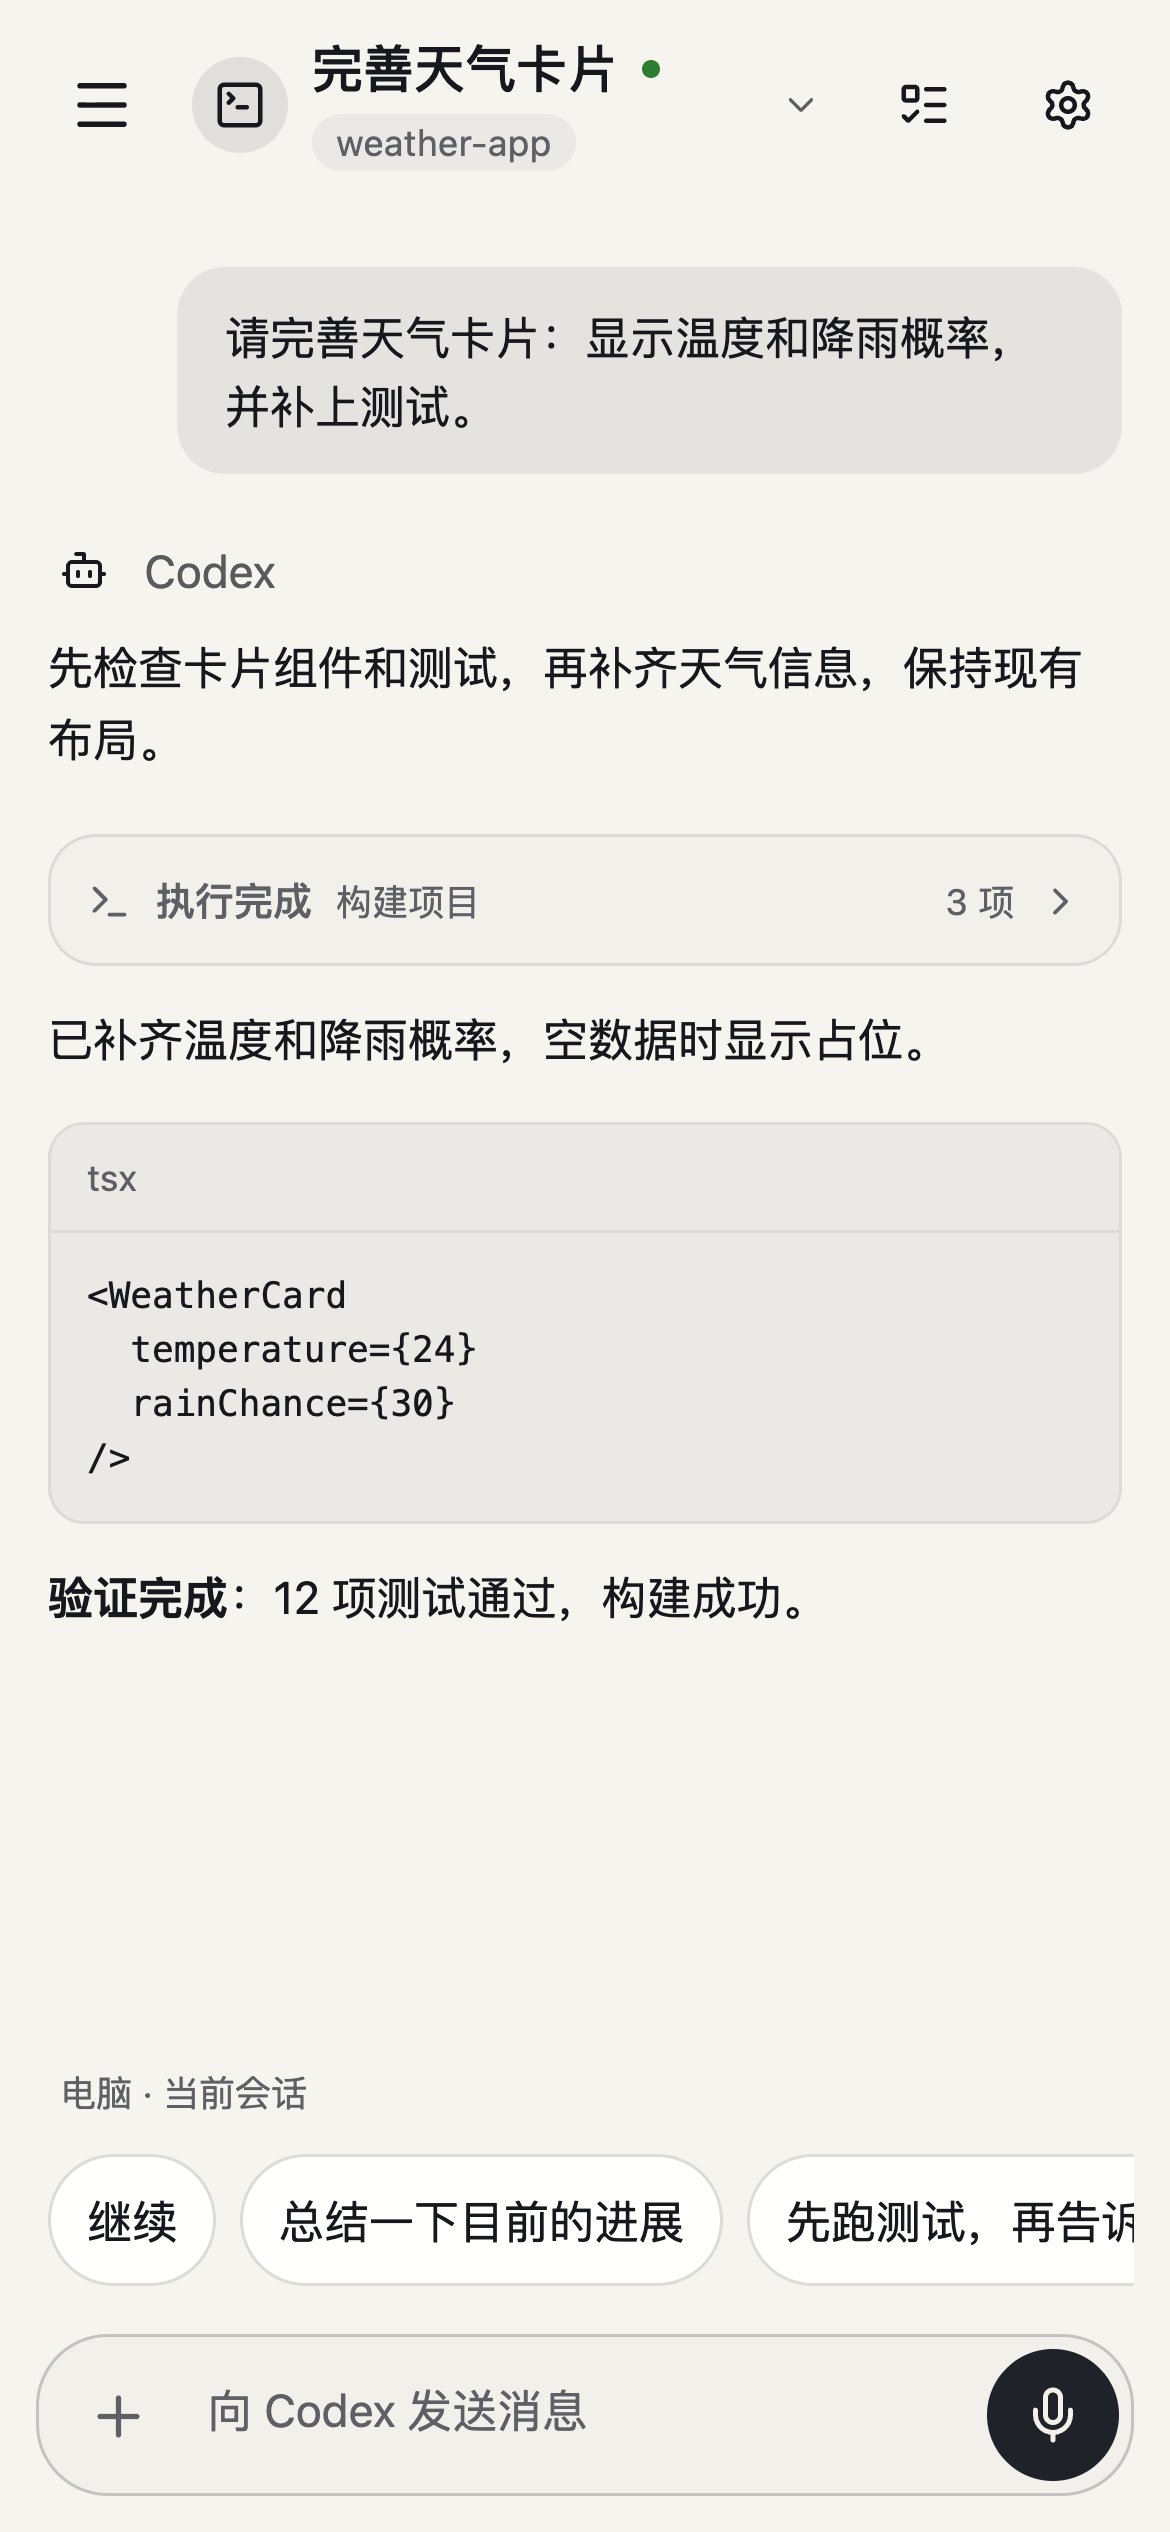 完善天气卡片
weather-app
请完善天气卡片：显示温度和降雨概率，
并补上测试。
Codex
先检查卡片组件和测试，再补齐天气信息，保持现有
布局。
执行完成 构建项目 3 项
已补齐温度和降雨概率，空数据时显示占位。
tsx
<WeatherCard
  temperature={24}
  rainChance={30}
/>
验证完成：12 项测试通过，构建成功。
电脑 · 当前会话
继续 总结一下目前的进展 先跑测试，再告诉
向 Codex 发送消息